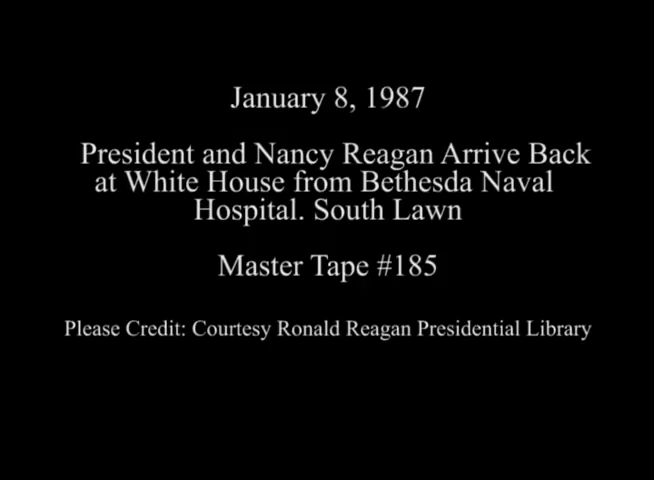 January 8, 1987
President and Nancy Reagan Arrive Back
at White House from Bethesda Naval
Hospital. South Lawn
Master Tape #185
Please Credit: Courtesy Ronald Reagan Presidential Library